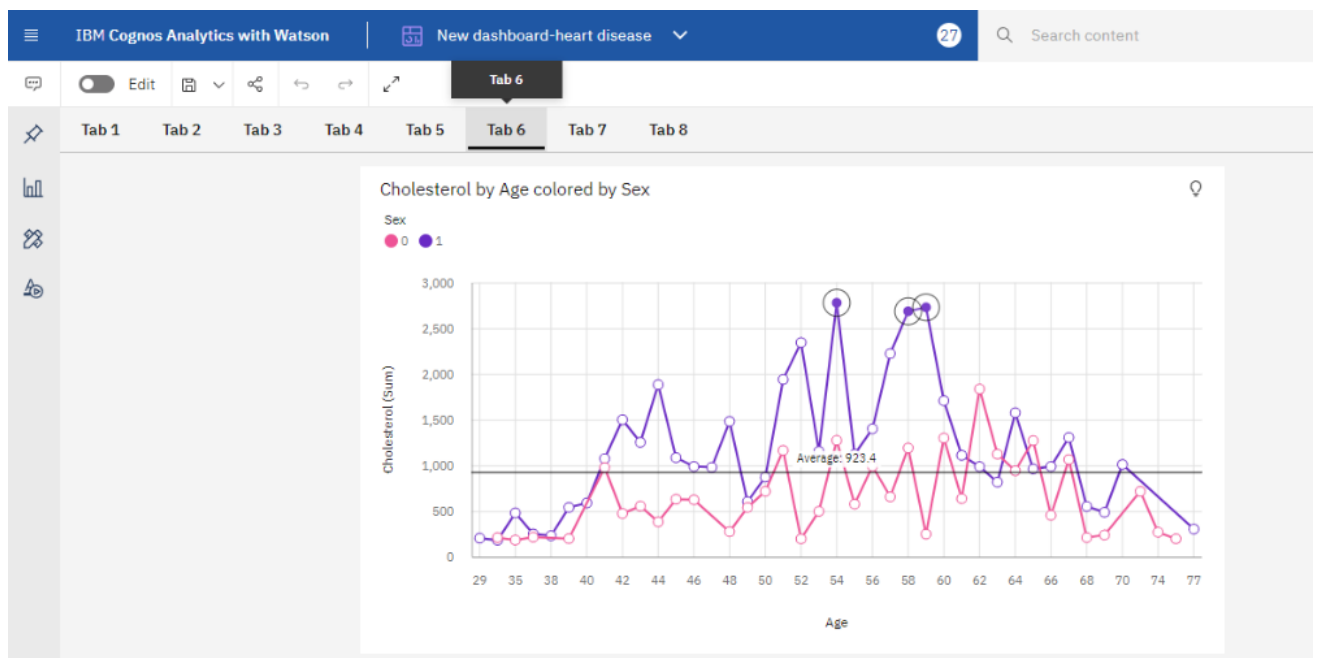 IBM Cognos Analytics with Watson
New dashboard-heart disease
27
Search content
Edit
Tab 6
Tab 1 Tab 2 Tab 3 Tab 4 Tab 5 Tab 6 Tab 7 Tab 8
Cholesterol by Age colored by Sex
Sex
0 1
Cholesterol (Sum)
3,000
2,500
2,000
1,500
1,000
500
0
Average: 923.4
29 35 38 40 42 44 46 48 50 52 54 56 58 60 62 64 66 68 70 74 77
Age